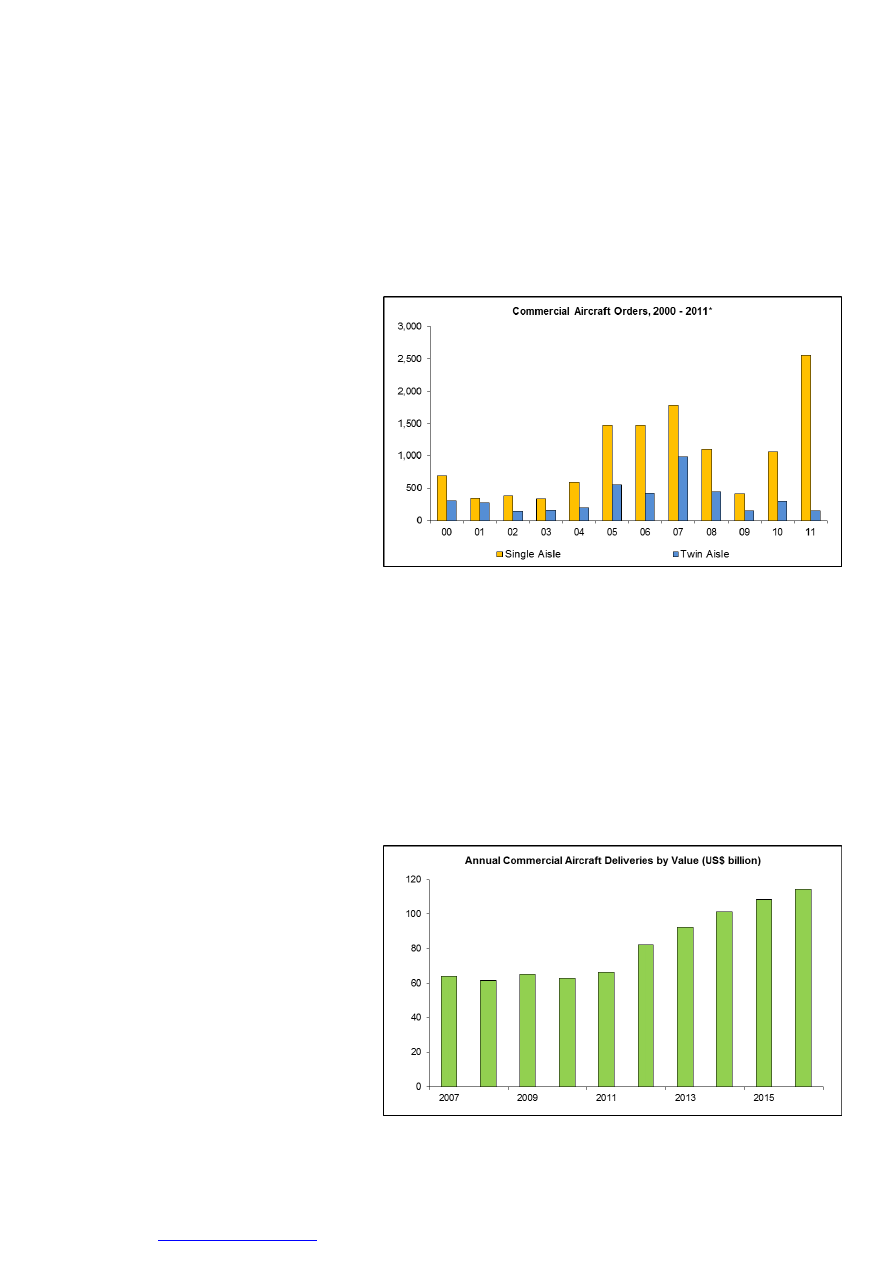 Commercial Aircraft Orders, 2000 - 2011*
3,000
2,500
2,000
1,500
1,000
500
0
00 01 02 03 04 05 06 07 08 09 10 11
Single Aisle Twin Aisle
Annual Commercial Aircraft Deliveries by Value (US$ billion)
120
100
80
60
40
20
0
2007 2009 2011 2013 2015